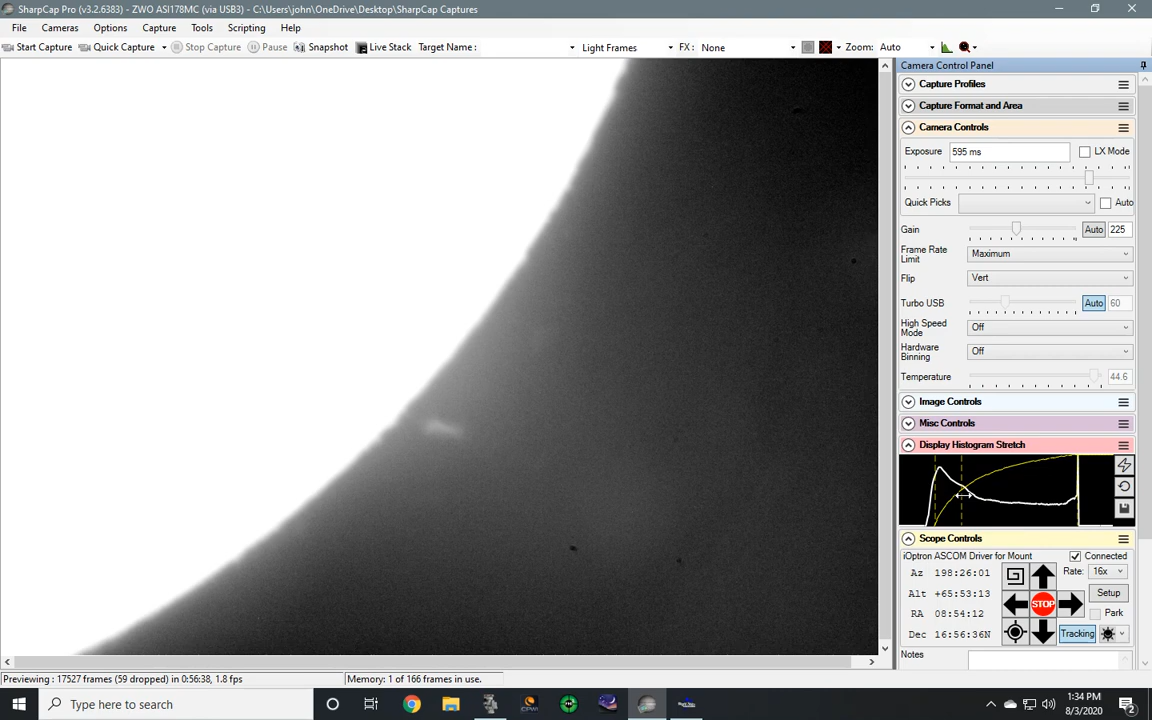 SharpCap Pro (v3.2.6383) - ZWO ASI178MC (via USB3) - C:\Users\john\OneDrive\Desktop\SharpCap Captures
File Cameras Options Capture Tools Scripting Help
Start Capture Quick Capture Stop Capture Pause Snapshot Live Stack Target Name : Light Frames FX : None Zoom: Auto
Camera Control Panel
Capture Profiles
Capture Format and Area
Camera Controls
Exposure 595 ms LX Mode
Quick Picks Auto
Gain Auto 225
Frame Rate Limit Maximum
Flip Vert
Turbo USB Auto 60
High Speed Mode Off
Hardware Binning Off
Temperature 44.6
Image Controls
Misc Controls
Display Histogram Stretch
Scope Controls
iOptron ASCOM Driver for Mount Connected
Az 198:26:01 Rate: 16x
Alt +65:53:13 STOP Setup
RA 08:54:12 Park
Dec 16:56:36N Tracking
Notes
Previewing : 17527 frames (59 dropped) in 0:56:38, 1.8 fps Memory: 1 of 166 frames in use.
Type here to search
1:34 PM
8/3/2020
2